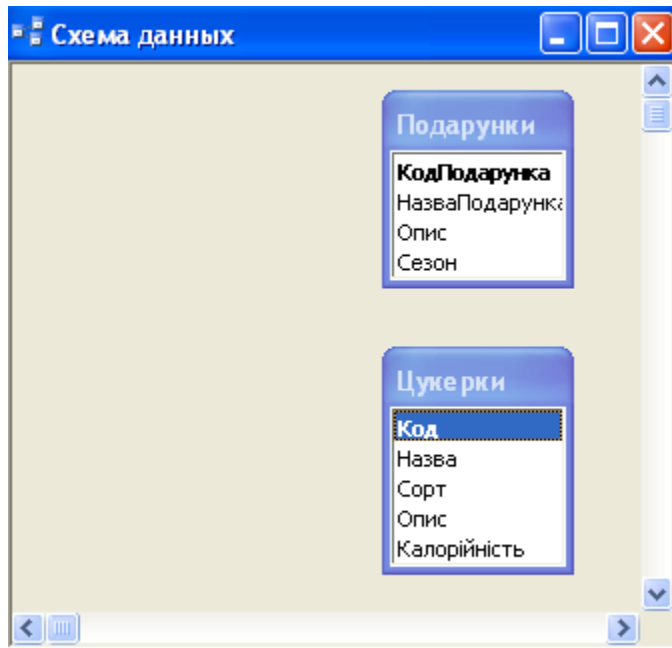 Схема данных
Подарунки
КодПодарунка
НазваПодарунка
Опис
Сезон
Цукерки
Код
Назва
Сорт
Опис
Калорійність